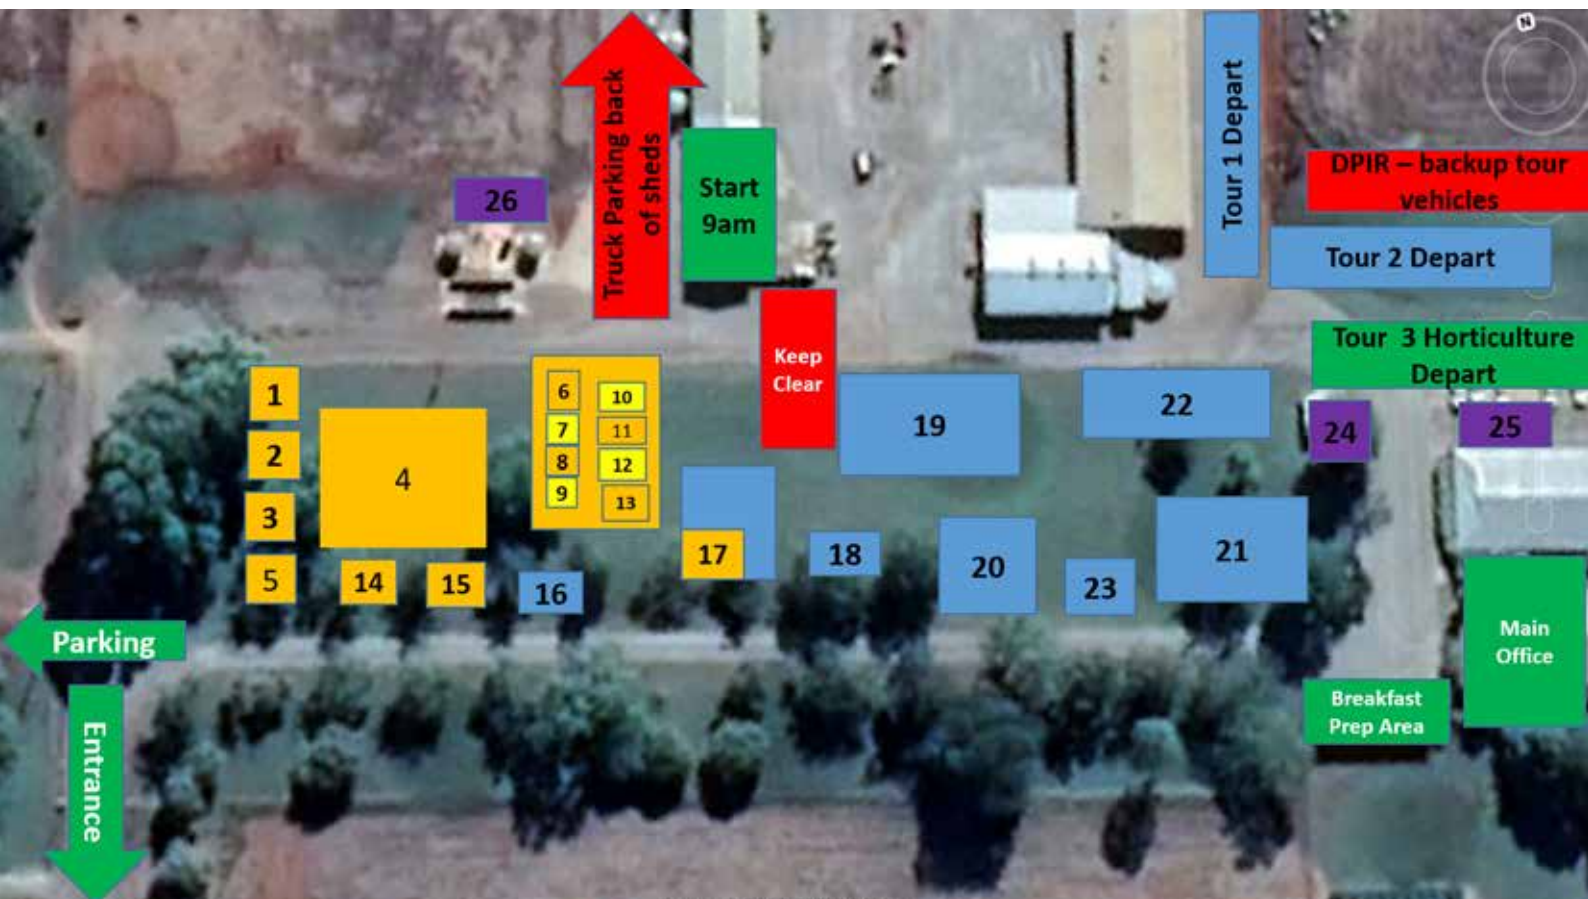 N
Truck Parking back
of sheds
Tour 1 Depart
DPIR – backup tour
vehicles
26
Start
9am
Tour 2 Depart
Keep
Clear
Tour 3 Horticulture
Depart
1
2
3
4
5
6
7
8
9
10
11
12
13
14
15
16
17
18
19
20
21
22
23
24
25
Parking
Entrance
Main
Office
Breakfast
Prep Area